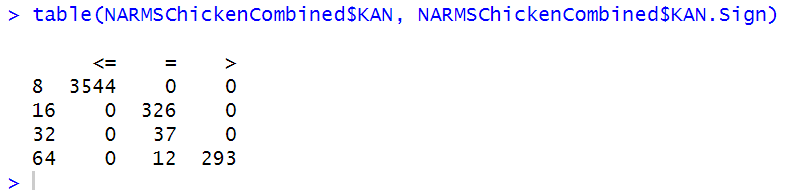 > table(NARMSChickenCombined$KAN, NARMSChickenCombined$KAN.Sign)
<= = >
8 3544 0 0
16 0 326 0
32 0 37 0
64 0 12 293
>